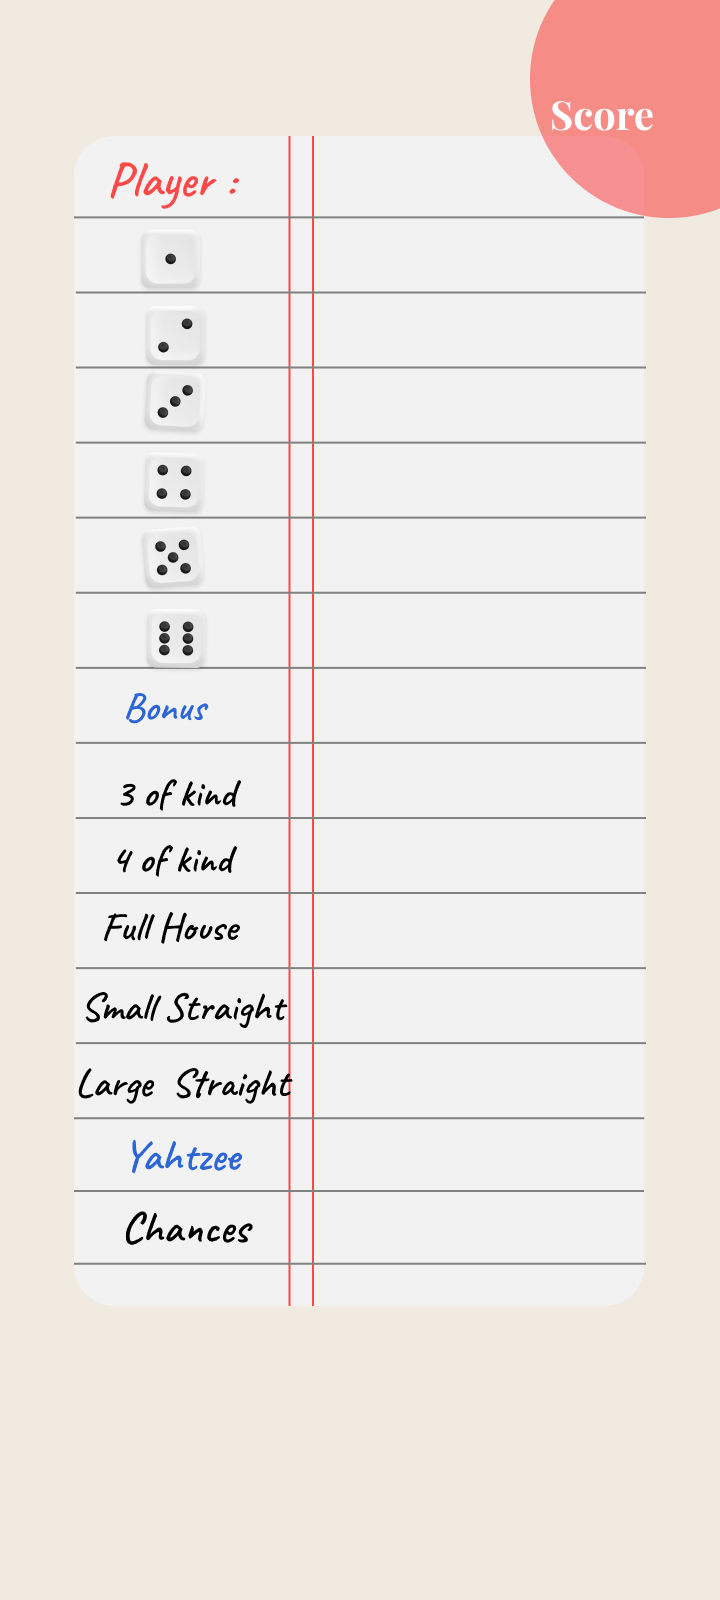 Score
Player :
Bonus
3 of kind
4 of kind
Full House
Small Straight
Large Straight
Yahtzee
Chances